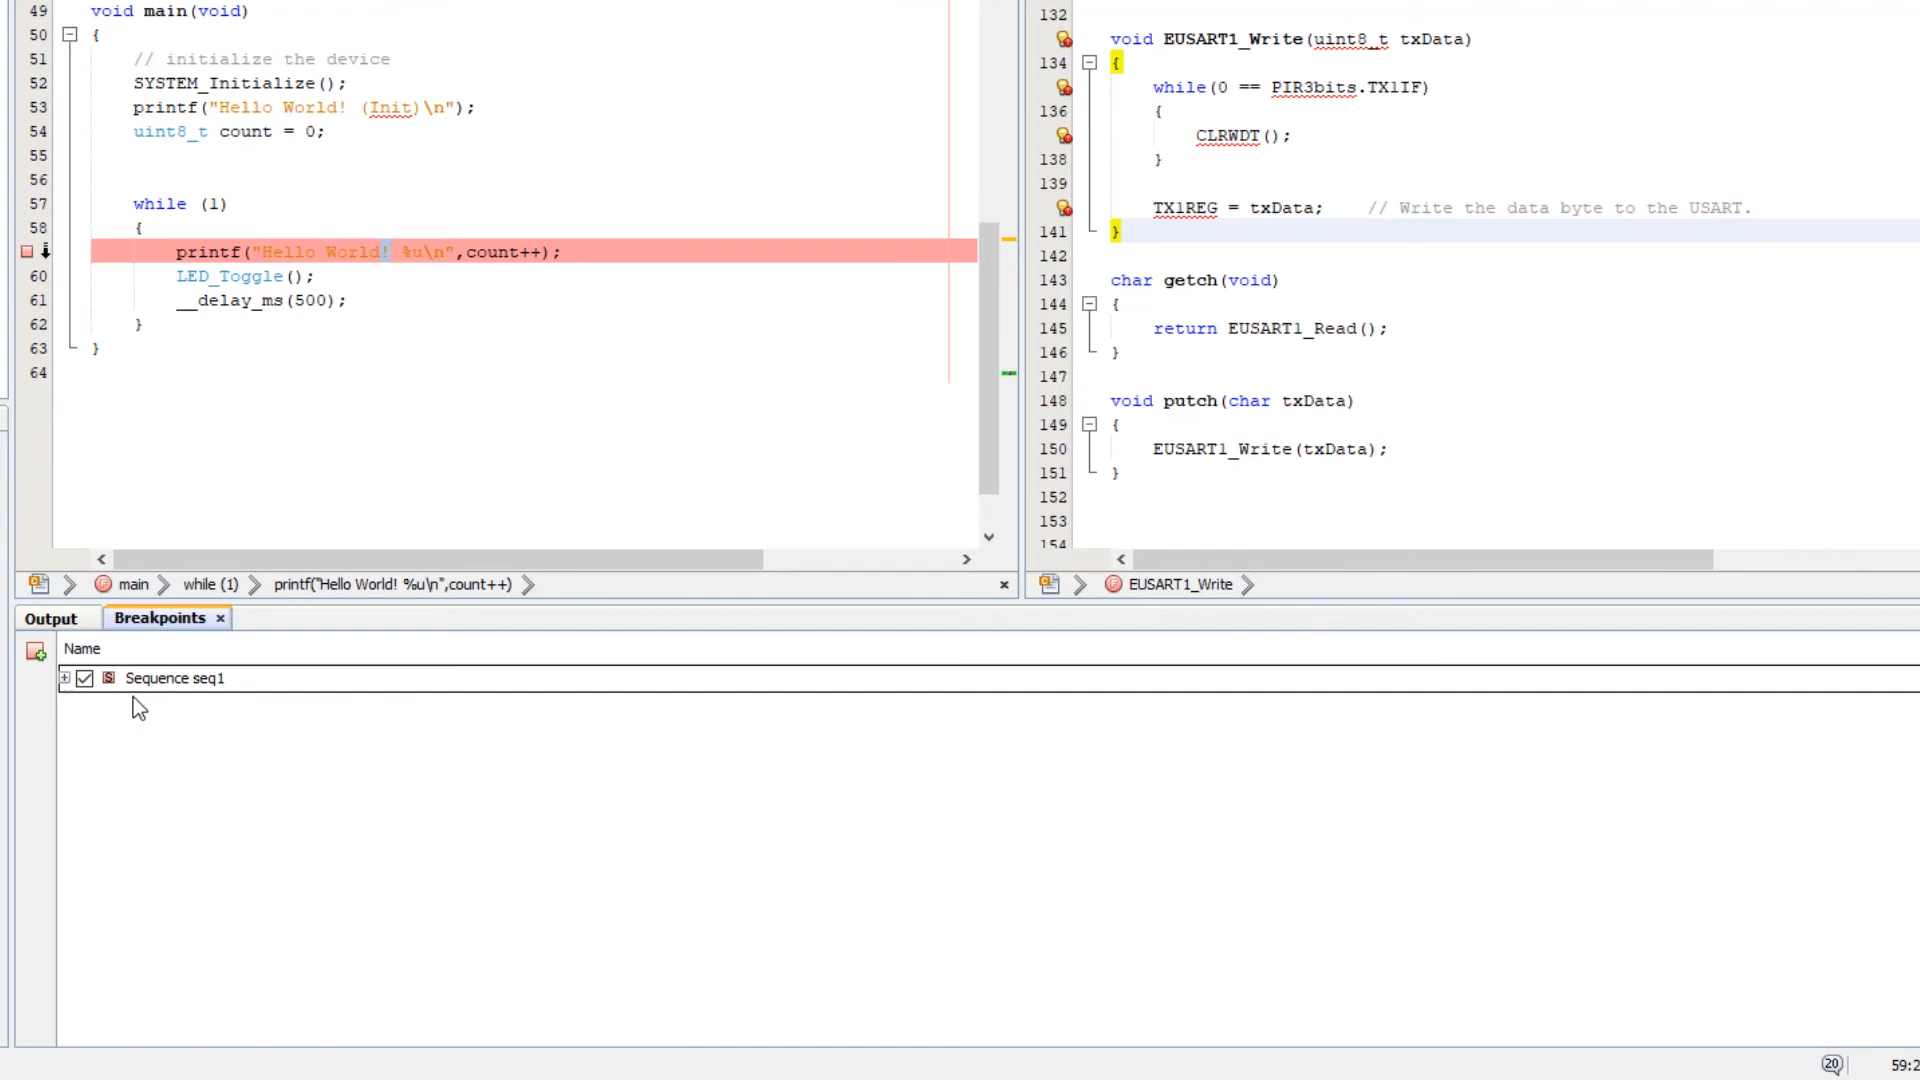 49 void main(void)
50 {
51 // initialize the device
52 SYSTEM_Initialize();
53 printf("Hello World! (Init)\n");
54 uint8_t count = 0;
55
56
57 while (1)
58 {
printf("Hello World! %u\n",count++);
60 LED_Toggle();
61 __delay_ms(500);
62 }
63 }
64
main while (1) printf("Hello World! %u\n",count++)
132
void EUSART1_Write(uint8_t txData)
134 {
while(0 == PIR3bits.TX1IF)
136 {
CLRWDT();
138 }
139
TX1REG = txData; // Write the data byte to the USART.
141 }
142
143 char getch(void)
144 {
145 return EUSART1_Read();
146 }
147
148 void putch(char txData)
149 {
150 EUSART1_Write(txData);
151 }
152
153
154
EUSART1_Write
Output Breakpoints
Name
S Sequence seq1
20 59:2